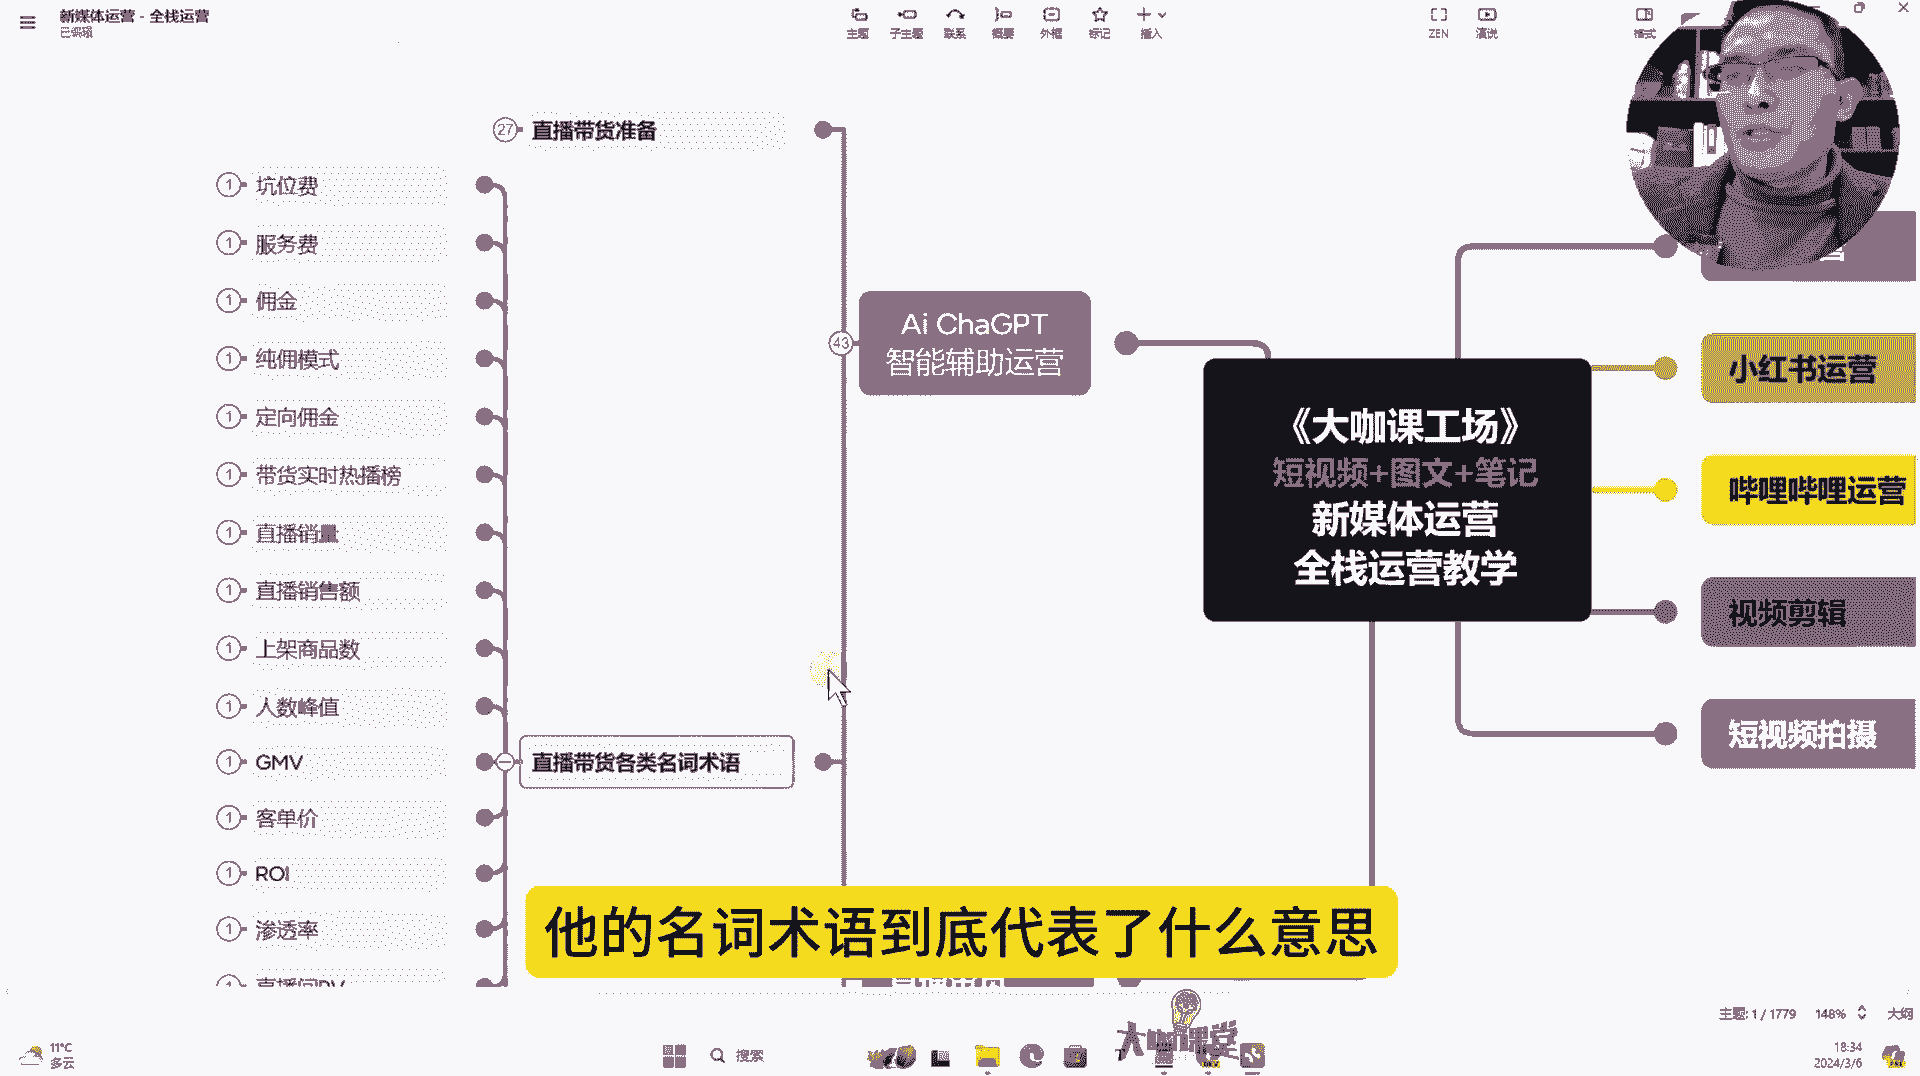 新媒体运营 - 全栈运营
已编辑
主题
子主题
联系
概要
外框
标记
插入
ZEN
演说
格式
27
直播带货准备
1 坑位费
1 服务费
1 佣金
1 纯佣模式
1 定向佣金
1 带货实时热播榜
1 直播销量
1 直播销售额
1 上架商品数
1 人数峰值
1 GMV
1 客单价
1 ROI
1 渗透率
直播间PV
直播带货各类名词术语
43
Ai ChaGPT
智能辅助运营
《大咖课工场》
短视频+图文+笔记
新媒体运营
全栈运营教学
小红书运营
哔哩哔哩运营
视频剪辑
短视频拍摄
他的名词术语到底代表了什么意思
大咖课堂
主题: 1 / 1779
148%
大纲
11°C
多云
搜索
18:34
2024/3/6